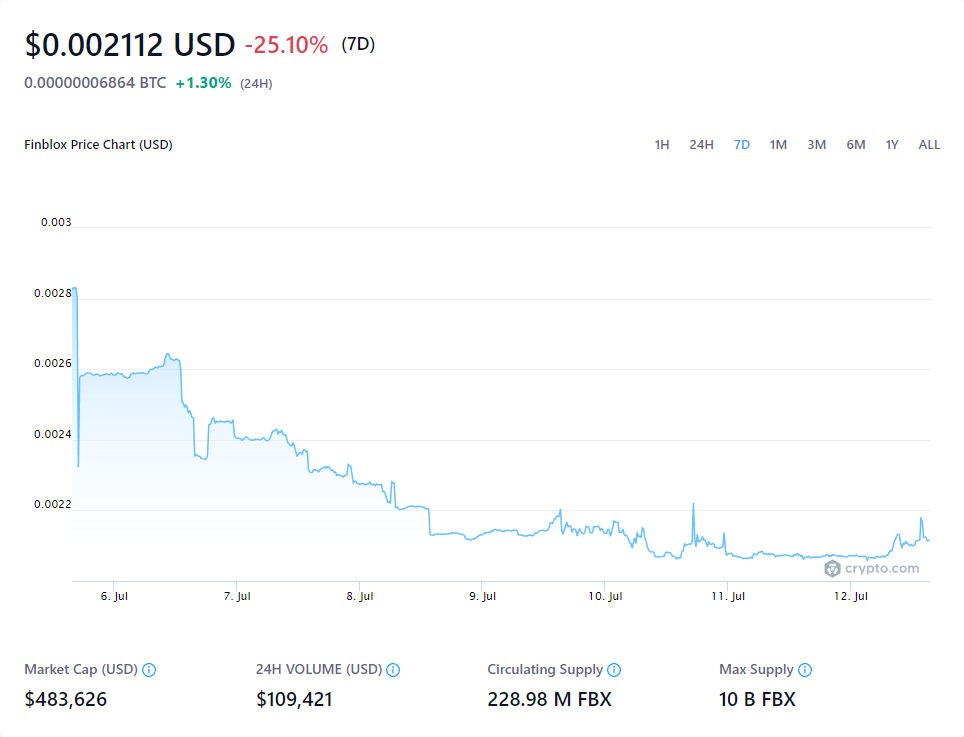 $0.002112 USD -25.10% (7D)
0.00000006864 BTC +1.30% (24H)
Finblox Price Chart (USD) 1H 24H 7D 1M 3M 6M 1Y ALL
0.003
0.0028
0.0026
0.0024
0.0022
crypto.com
6. Jul 7. Jul 8. Jul 9. Jul 10. Jul 11. Jul 12. Jul
Market Cap (USD) 24H VOLUME (USD) Circulating Supply Max Supply
$483,626 $109,421 228.98 M FBX 10 B FBX